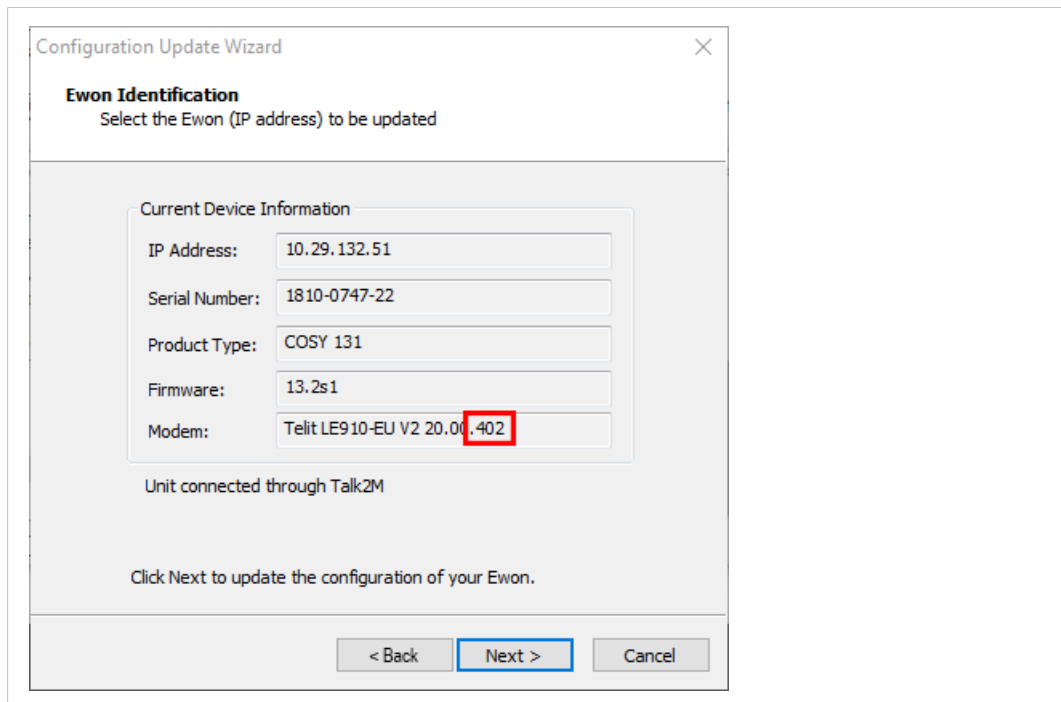 Configuration Update Wizard
Ewon Identification
Select the Ewon (IP address) to be updated
Current Device Information
IP Address: 10.29.132.51
Serial Number: 1810-0747-22
Product Type: COSY 131
Firmware: 13.2s1
Modem: Telit LE910-EU V2 20.00.402
Unit connected through Talk2M
Click Next to update the configuration of your Ewon.
< Back Next > Cancel